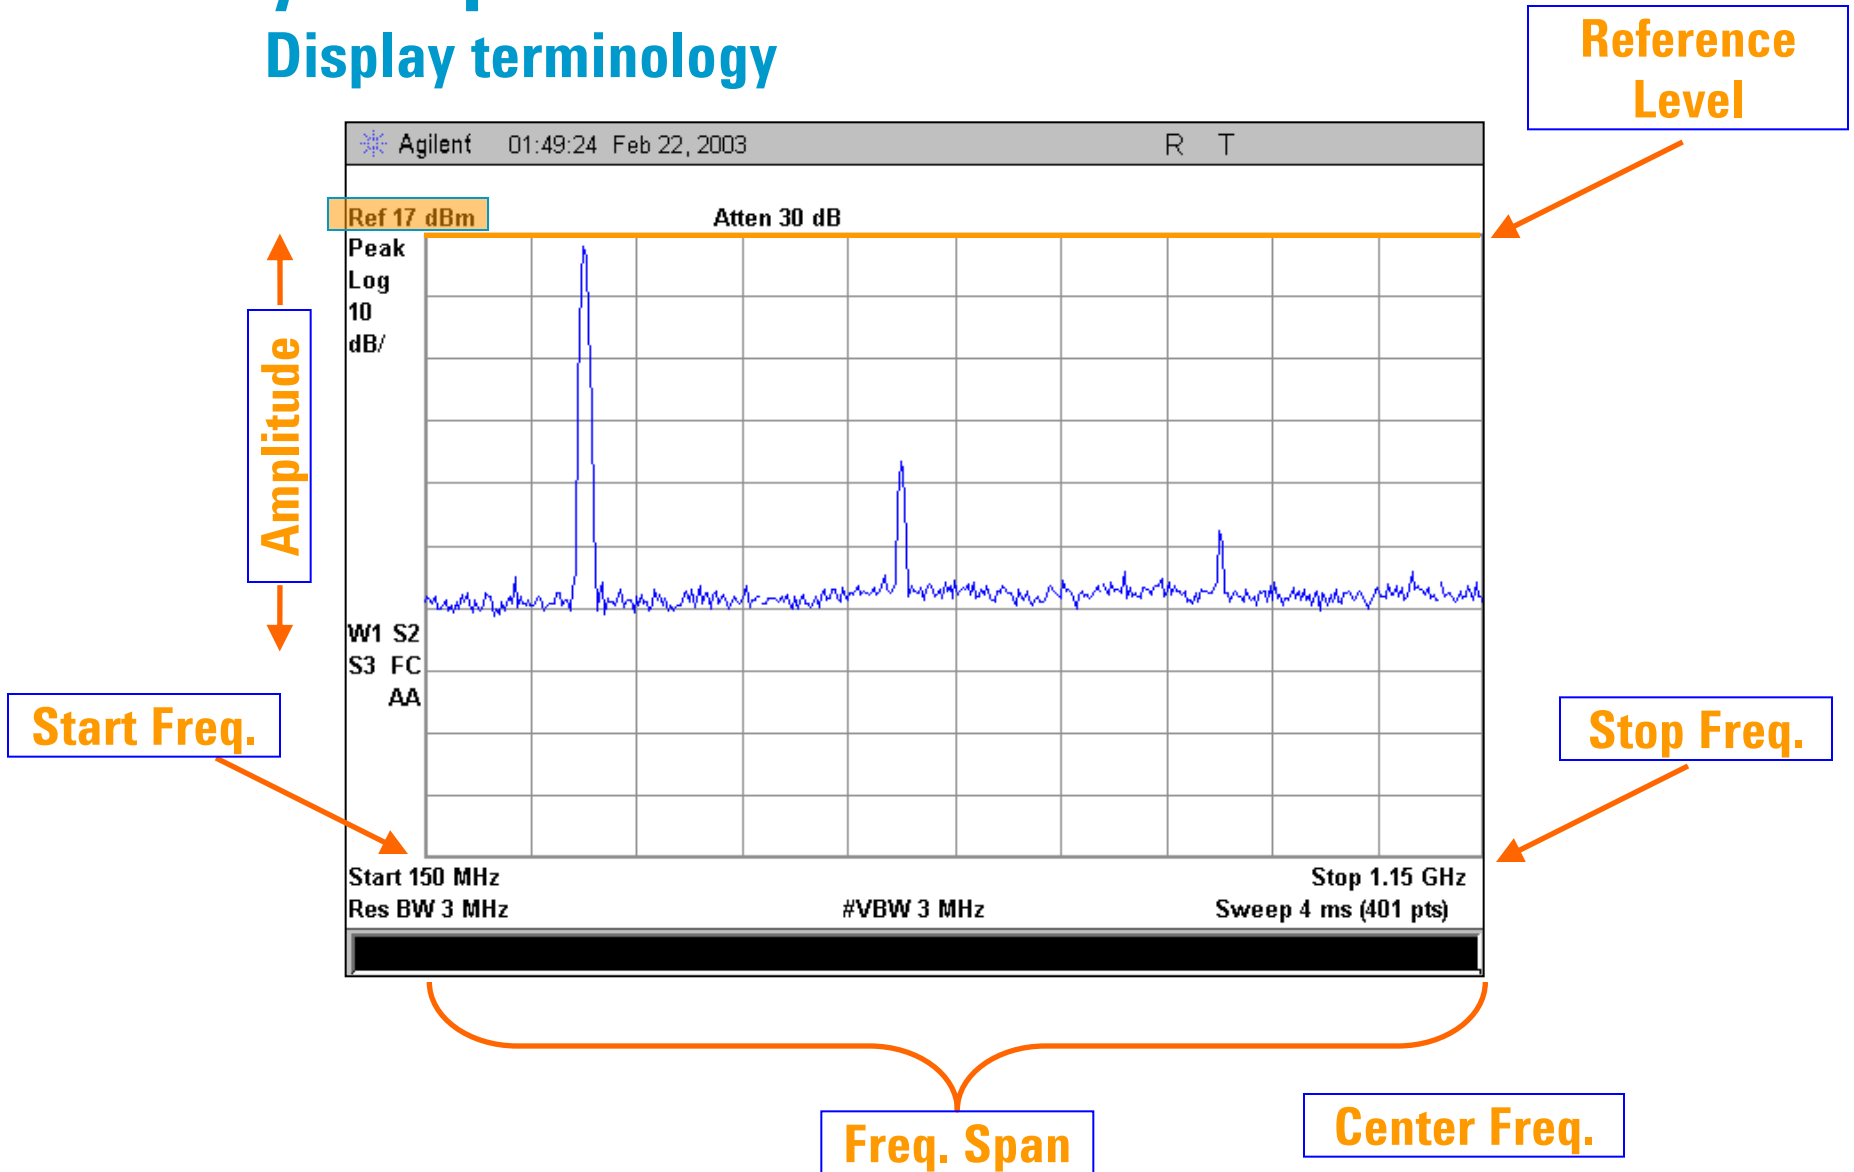 Display terminology
Reference
Level
Agilent 01:49:24 Feb 22, 2003 R T
Ref 17 dBm Atten 30 dB
Peak
Log
10
dB/
Amplitude
W1 S2
S3 FC
AA
Start Freq.
Stop Freq.
Start 150 MHz Stop 1.15 GHz
Res BW 3 MHz #VBW 3 MHz Sweep 4 ms (401 pts)
Freq. Span
Center Freq.